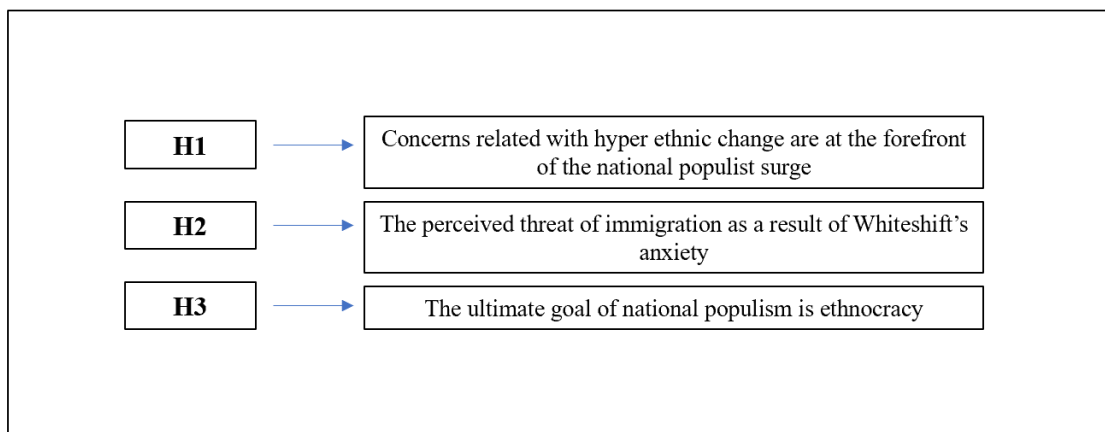 H1
Concerns related with hyper ethnic change are at the forefront
of the national populist surge
H2
The perceived threat of immigration as a result of Whiteshift’s
anxiety
H3
The ultimate goal of national populism is ethnocracy